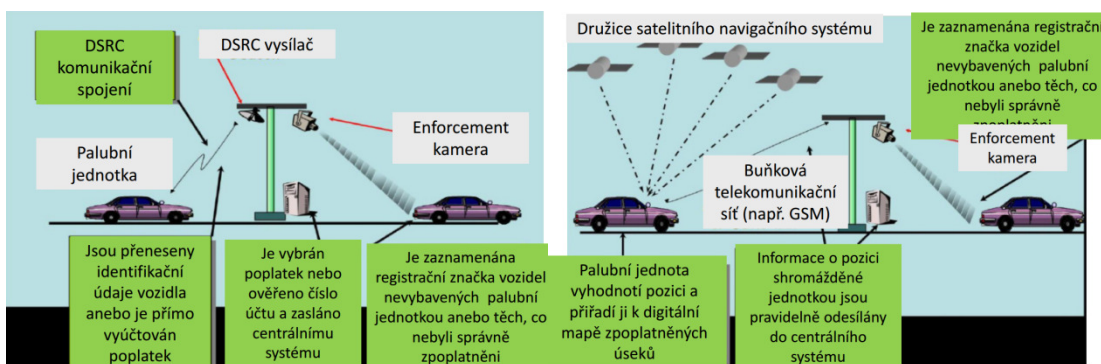 DSRC
komunikační
spojení
DSRC vysílač
Enforcement
kamera
Palubní
jednotka
Jsou přeneseny
identifikační
údaje vozidla
anebo je přímo
vyúčtován
poplatek
Je vybrán
poplatek nebo
ověřeno číslo
účtu a zasláno
centrálnímu
systému
Je zaznamenána
registrační značka vozidel
nevybavených palubní
jednotkou anebo těch, co
nebyli správně
zpoplatněni
Družice satelitního navigačního systému
Je zaznamenána registrační
značka vozidel
nevybavených palubní
jednotkou anebo těch, co
nebyli správně
zpoplatněni
Enforcement
kamera
Buňková
telekomunikační
síť (např. GSM)
Palubní jednota
vyhodnotí pozici a
přiřadí ji k digitální
mapě zpoplatněných
úseků
Informace o pozici
shromážděné
jednotkou jsou
pravidelně odesílány
do centrálního
systému